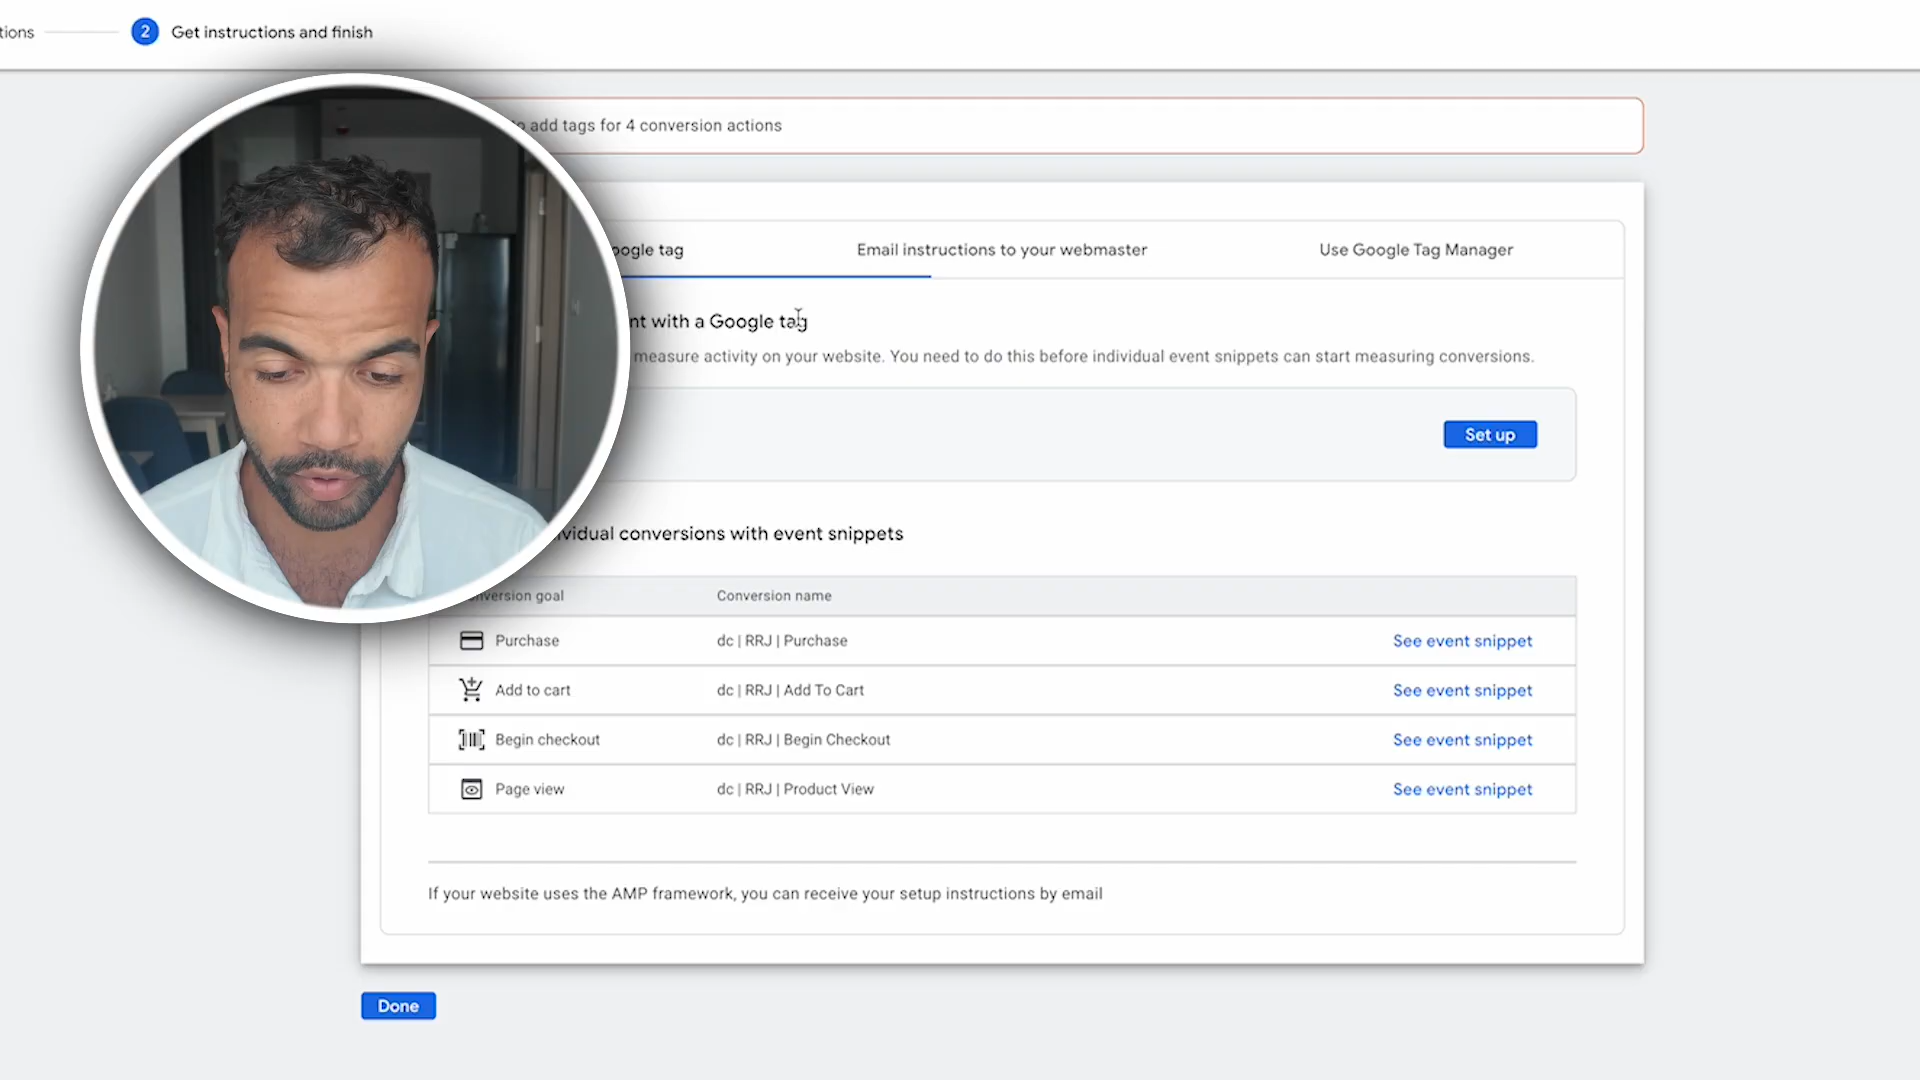 2 Get instructions and finish
add tags for 4 conversion actions
tag Email instructions to your webmaster Use Google Tag Manager
with a Google tag
measure activity on your website. You need to do this before individual event snippets can start measuring conversions.
Set up
conversions with event snippets
goal Conversion name
Purchase dc | RRJ | Purchase See event snippet
Add to cart dc | RRJ | Add To Cart See event snippet
Begin checkout dc | RRJ | Begin Checkout See event snippet
Page view dc | RRJ | Product View See event snippet
If your website uses the AMP framework, you can receive your setup instructions by email
Done